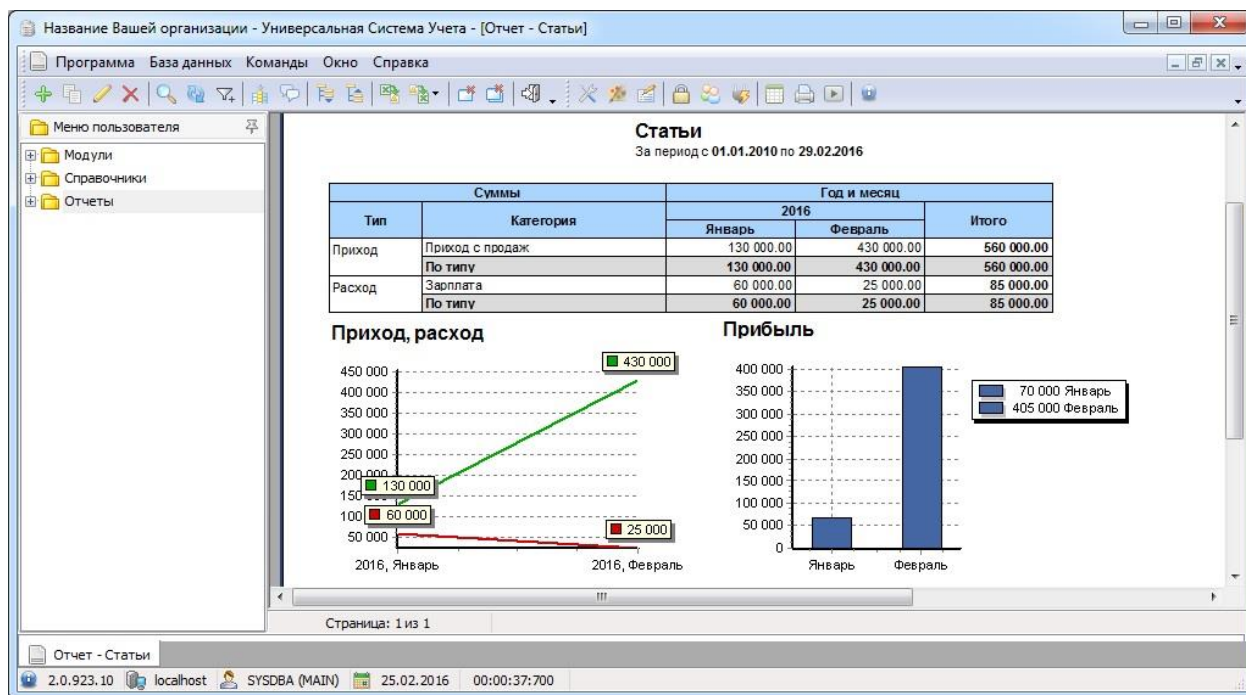 Название Вашей организации - Универсальная Система Учета - [Отчет - Статьи]
Программа База данных Команды Окно Справка
Меню пользователя
Модули
Справочники
Отчеты
Статьи
За период с 01.01.2010 по 29.02.2016
Суммы Год и месяц
Тип Категория 2016 Итого
Январь Февраль
Приход Приход с продаж 130 000.00 430 000.00 560 000.00
По типу 130 000.00 430 000.00 560 000.00
Расход Зарплата 60 000.00 25 000.00 85 000.00
По типу 60 000.00 25 000.00 85 000.00
Приход, расход
450 000
400 000
350 000
300 000
250 000
200 000
150
100
50 000
430 000
130 000
60 000
25 000
2016, Январь 2016, Февраль
Прибыль
400 000
350 000
300 000
250 000
200 000
150 000
100 000
50 000
0
Январь Февраль
70 000 Январь
405 000 Февраль
Страница: 1 из 1
Отчет - Статьи
2.0.923.10 localhost SYSDBA (MAIN) 25.02.2016 00:00:37:700